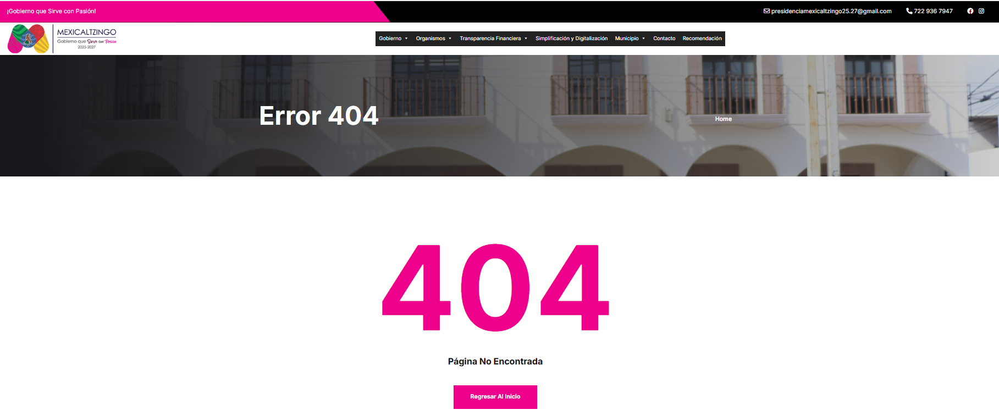 ¡Gobierno que Sirve con Pasión!
presidenciamexicaltzingo25.27@gmail.com
722 936 7947
MEXICALTZINGO
Gobierno que Sirve con Pasión
2025-2027
Gobierno
Organismos
Transparencia Financiera
Simplificación y Digitalización
Municipio
Contacto
Recomendación
Error 404
Home
404
Página No Encontrada
Regresar Al Inicio